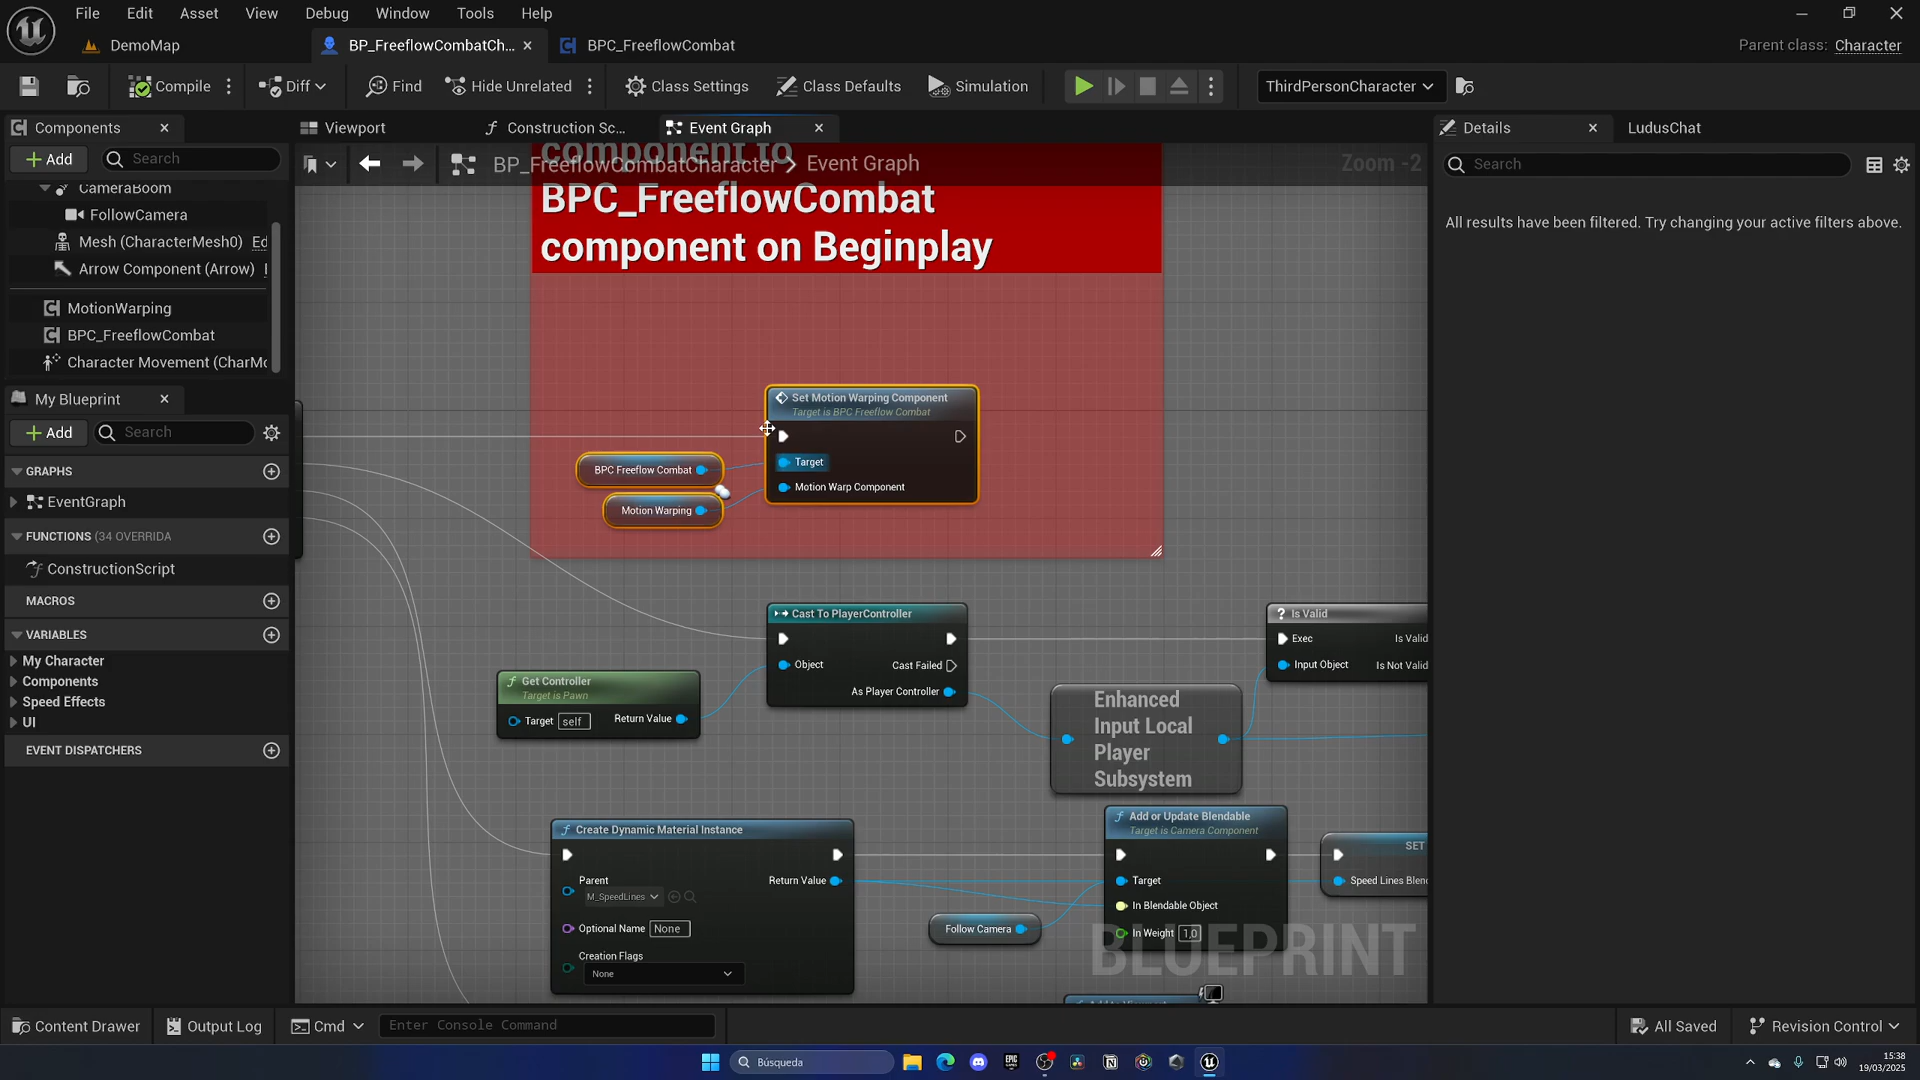 File Edit Asset View Debug Window Tools Help
DemoMap BP_FreeflowCombatCh... BPC_FreeflowCombat Parent class: Character
Compile Diff Find Hide Unrelated Class Settings Class Defaults Simulation ThirdPersonCharacter
Components Viewport Construction Sc... Event Graph Details LudusChat
Add Search
BP_FreeflowCombatCharacter Event Graph Zoom -2 Search
CameraBoom
FollowCamera
Mesh (CharacterMesh0) Ed
Arrow Component (Arrow)
MotionWarping
BPC_FreeflowCombat
Character Movement (CharMo
All results have been filtered. Try changing your active filters above.
component to
BPC_FreeflowCombat
component on Beginplay
My Blueprint
Add Search
GRAPHS
EventGraph
FUNCTIONS (34 OVERRIDA
ConstructionScript
MACROS
VARIABLES
My Character
Components
Speed Effects
UI
EVENT DISPATCHERS
Set Motion Warping Component
Target is BPC Freeflow Combat
BPC Freeflow Combat
Target
Motion Warping
Motion Warp Component
Cast To PlayerController
Object
Cast Failed
As Player Controller
Is Valid
Exec Is Valid
Input Object Is Not Valid
Get Controller
Target is Pawn
Target self Return Value
Enhanced
Input Local
Player
Subsystem
Create Dynamic Material Instance
Parent
M_SpeedLines
Return Value
Optional Name None
Creation Flags
None
Add or Update Blendable
Target is Camera Component
Target
In Blendable Object
In Weight 1,0
Follow Camera
SET
Speed Lines Blen
BLUEPRINT
Add to Viewport
Content Drawer Output Log Cmd Enter Console Command All Saved Revision Control
Búsqueda
15:38
19/03/2025